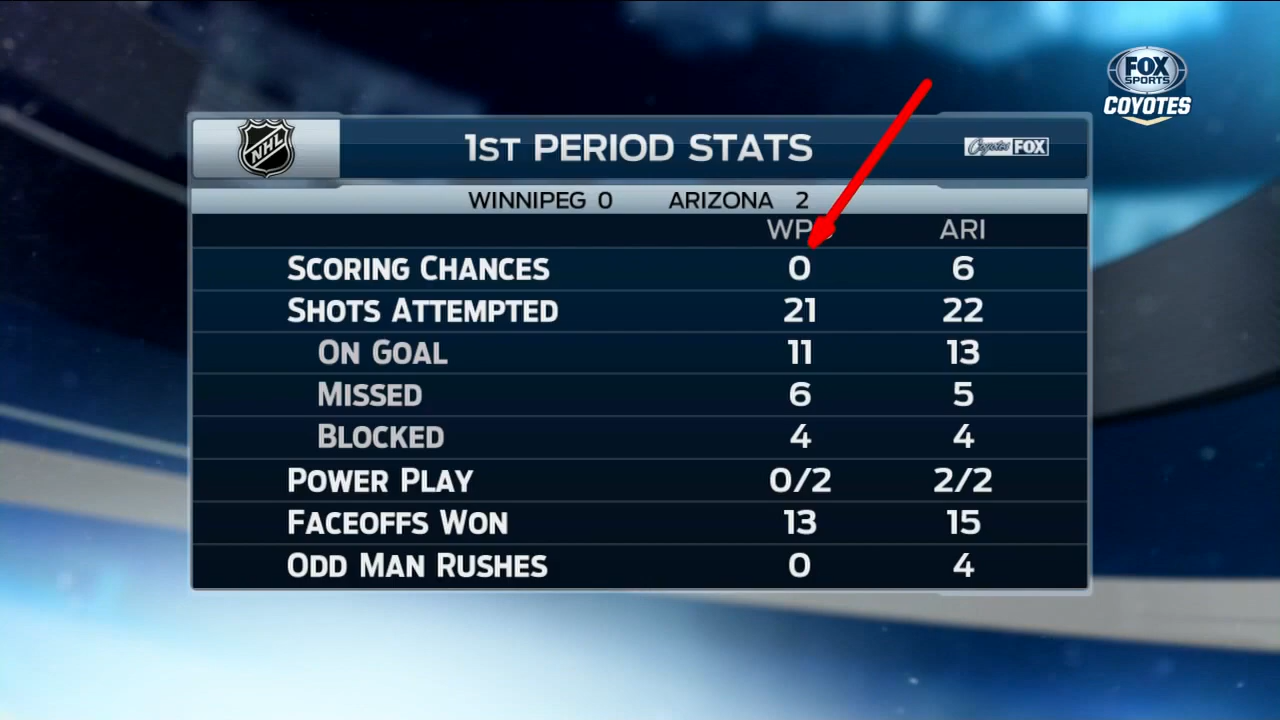 FOX
SPORTS
COYOTES
NHL
1ST PERIOD STATS
Coyotes FOX
WINNIPEG 0 ARIZONA 2
ARI
SCORING CHANCES 0 6
SHOTS ATTEMPTED 21 22
ON GOAL 11 13
MISSED 6 5
BLOCKED 4 4
POWER PLAY 0/2 2/2
FACEOFFS WON 13 15
ODD MAN RUSHES 0 4